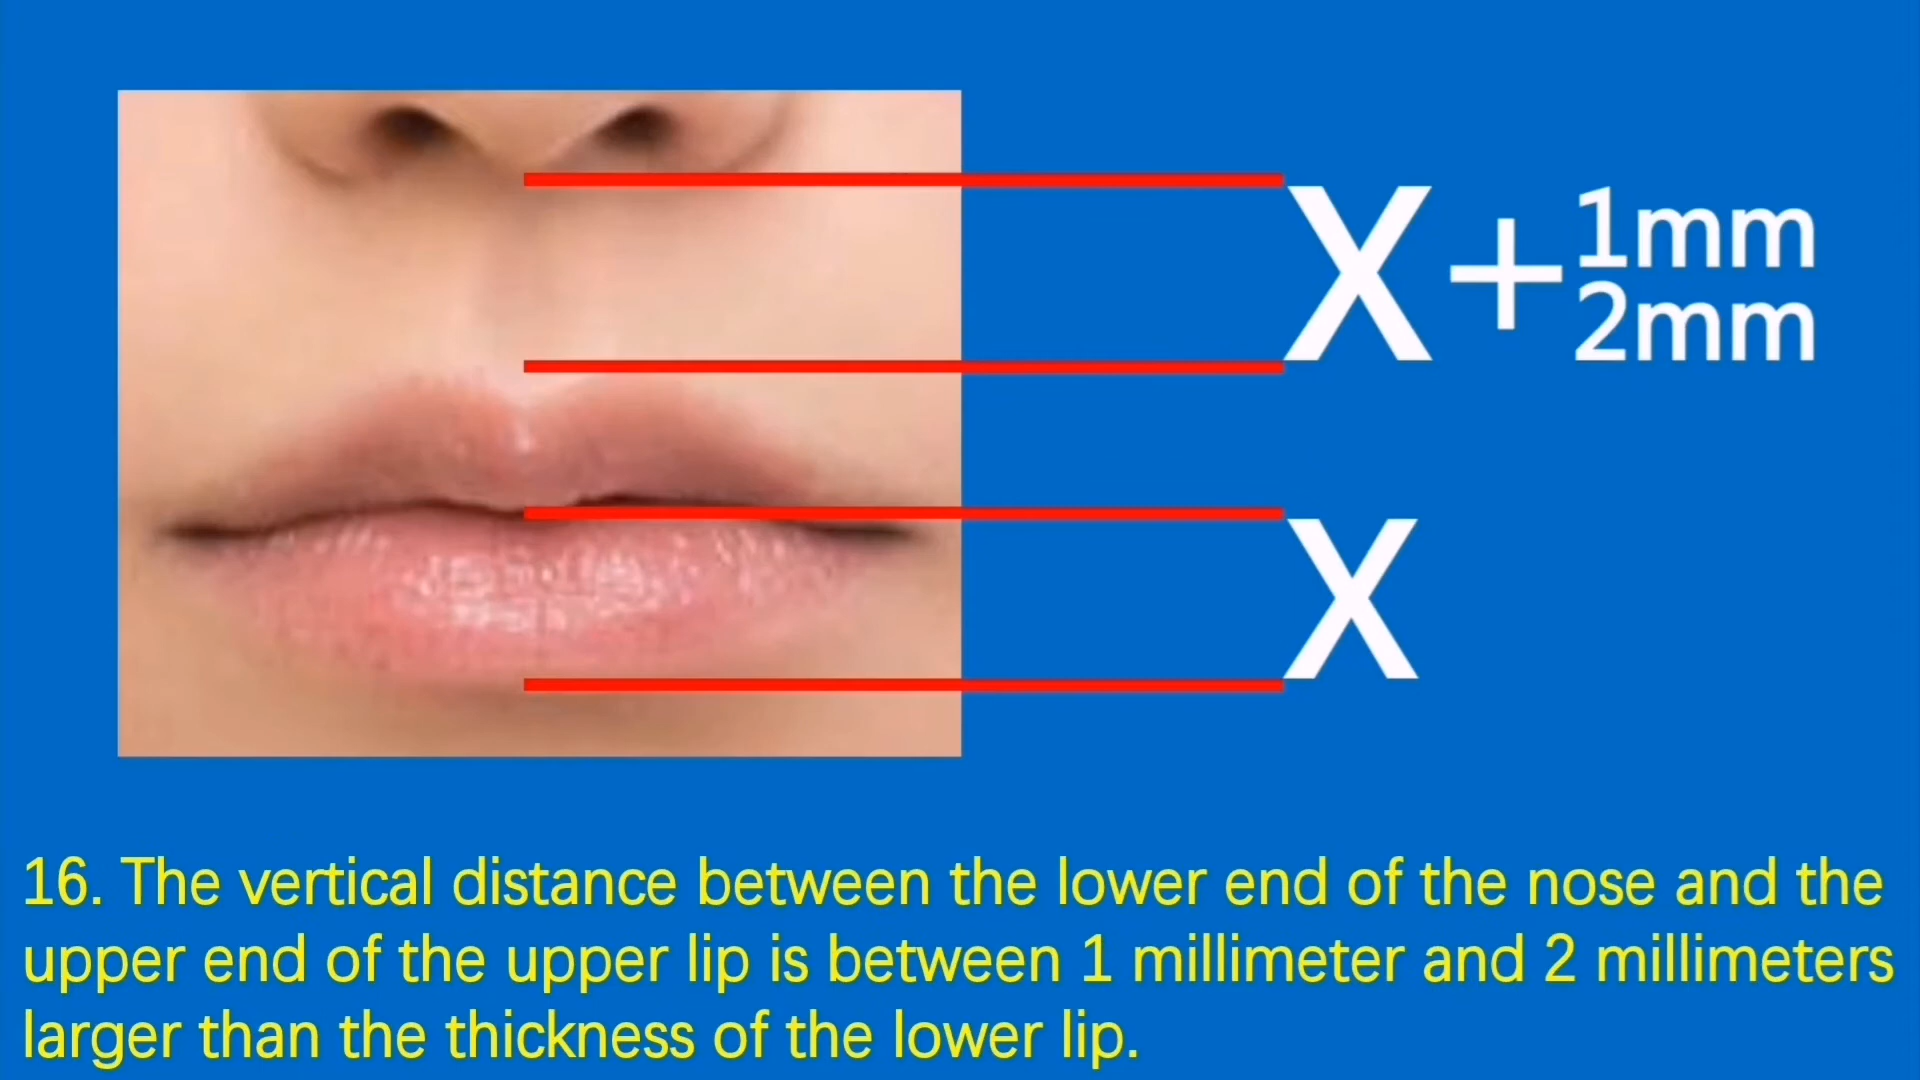 X+1mm
2mm
X
16. The vertical distance between the lower end of the nose and the
upper end of the upper lip is between 1 millimeter and 2 millimeters
larger than the thickness of the lower lip.